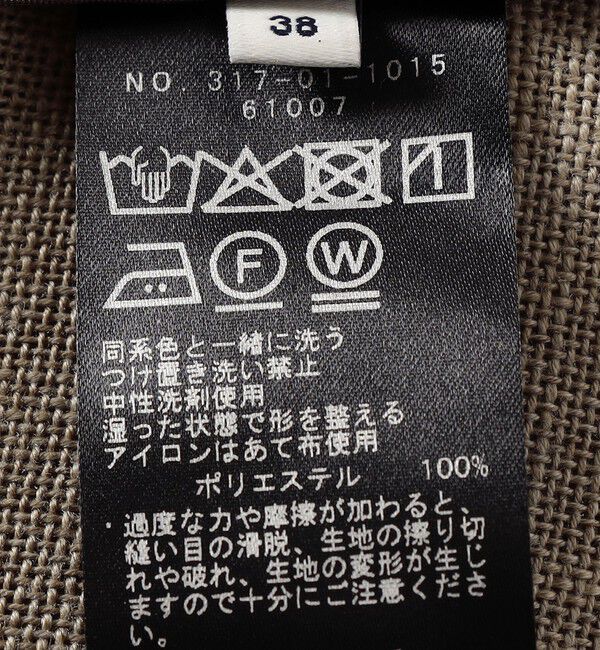 38
NO. 317-01-1015
61007
F W
同系色と一緒に洗う
つけ置き洗い禁止
中性洗剤使用
湿った状態で形を整える
アイロンはあて布使用
ポリエステル 100%
・過度な力や摩擦が加わると、
縫い目の滑脱、生地の擦り切
れや破れ、生地の変形が生じ
ますので十分にご注意くださ
い。